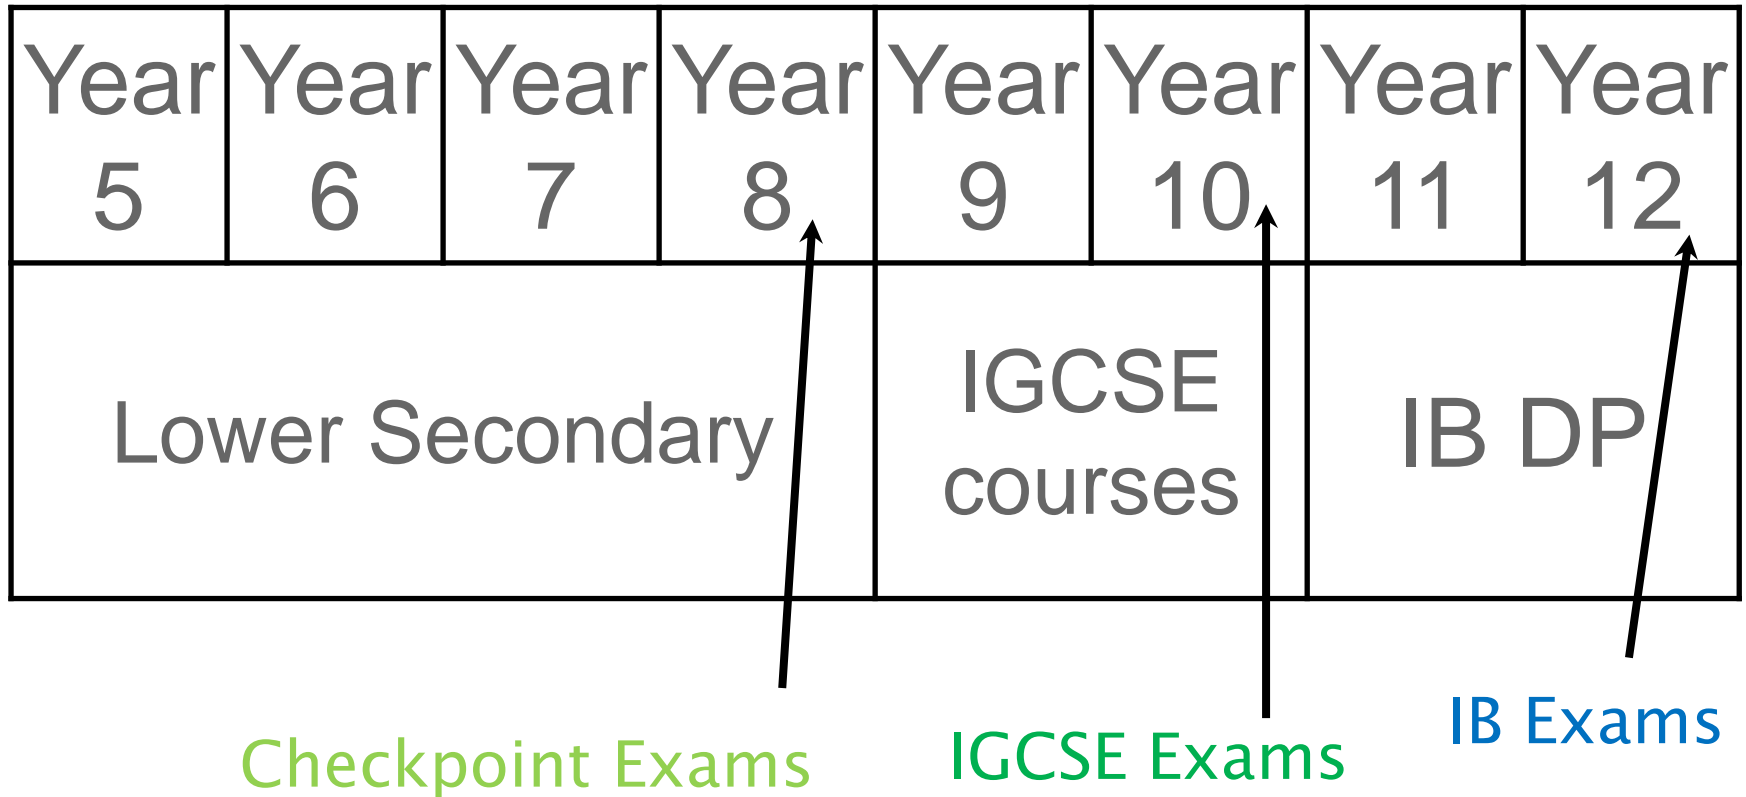 Year Year Year Year Year Year Year Year
5 6 7 8 9 10 11 12
Lower Secondary
IGCSE
courses
IB DP
Checkpoint Exams
IGCSE Exams
IB Exams